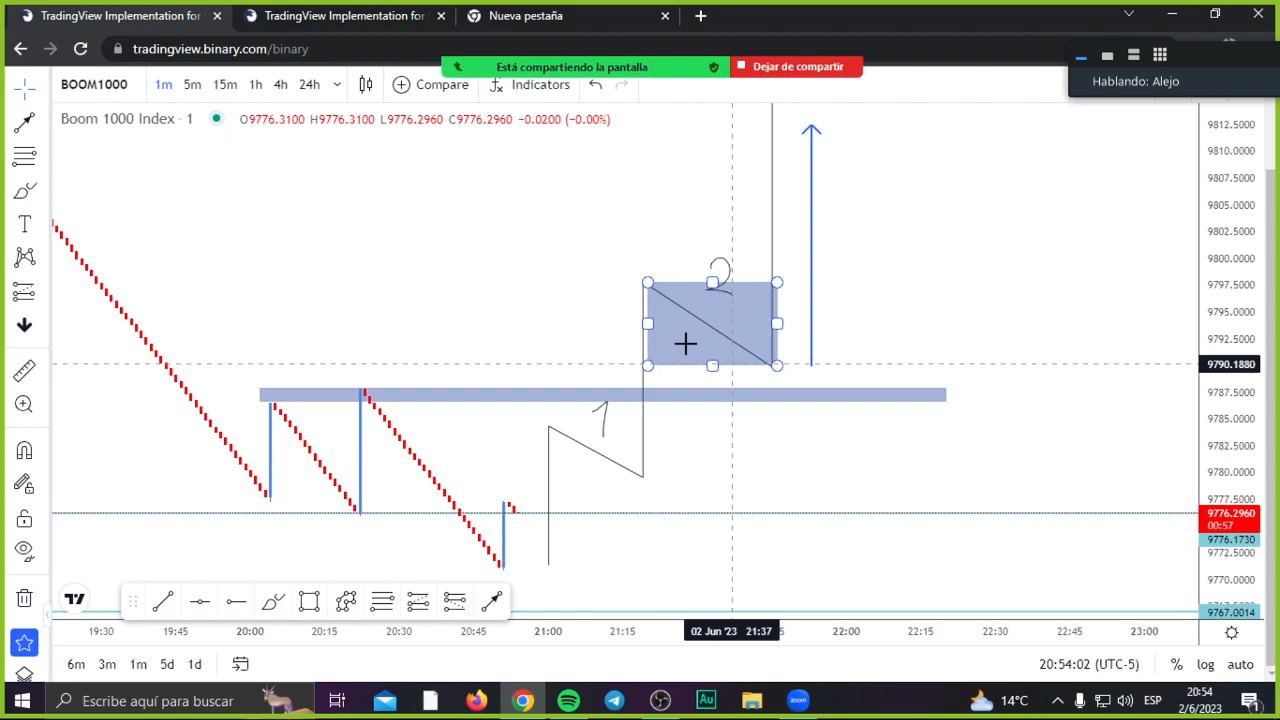 TradingView Implementation for
TradingView Implementation for
Nueva pestaña
tradingview.binary.com/binary
Está compartiendo la pantalla
Dejar de compartir
Hablando: Alejo
BOOM1000
1m 5m 15m 1h 4h 24h
Compare
Indicators
Boom 1000 Index · 1
O9776.3100 H9776.3100 L9776.2960 C9776.2960 −0.0200 (−0.00%)
9812.5000
9810.0000
9807.5000
9805.0000
9802.5000
9800.0000
9797.5000
9795.0000
9792.5000
9790.1880
9787.5000
9785.0000
9782.5000
9780.0000
9777.5000
9776.2960
00:57
9776.1730
9772.5000
9770.0000
9767.0014
1
2
19:30 19:45 20:00 20:15 20:30 20:45 21:00 21:15 02 Jun '23 21:37 22:00 22:15 22:30 22:45 23:00
6m 3m 1m 5d 1d
20:54:02 (UTC-5)
% log auto
Escribe aquí para buscar
Au
zoom
14°C
ESP
20:54
2/6/2023
1